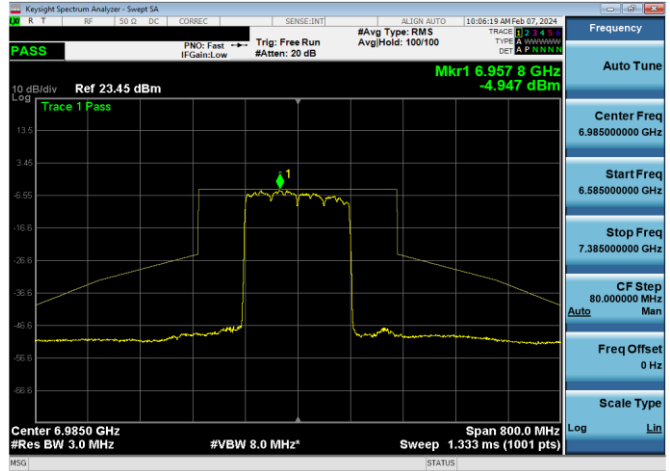 Keysight Spectrum Analyzer - Swept SA
R T RF 50 Ω DC CORREC SENSE:INT ALIGN AUTO 10:06:19 AM Feb 07, 2024
PASS
PNO: Fast
IFGain:Low
Trig: Free Run
#Atten: 20 dB
#Avg Type: RMS
Avg|Hold: 100/100
TRACE 1 2 3 4 5 6
TYPE A WWWWW
DET A P N N N N
Mkr1 6.957 8 GHz
-4.947 dBm
10 dB/div Ref 23.45 dBm
Log
Trace 1 Pass
13.5
3.45
1
-6.55
-16.6
-26.6
-36.6
-46.6
-56.6
-66.6
Center 6.9850 GHz
#Res BW 3.0 MHz
#VBW 8.0 MHz*
Span 800.0 MHz
Sweep 1.333 ms (1001 pts)
MSG STATUS
Frequency
Auto Tune
Center Freq
6.985000000 GHz
Start Freq
6.585000000 GHz
Stop Freq
7.385000000 GHz
CF Step
80.000000 MHz
Auto Man
Freq Offset
0 Hz
Scale Type
Log Lin